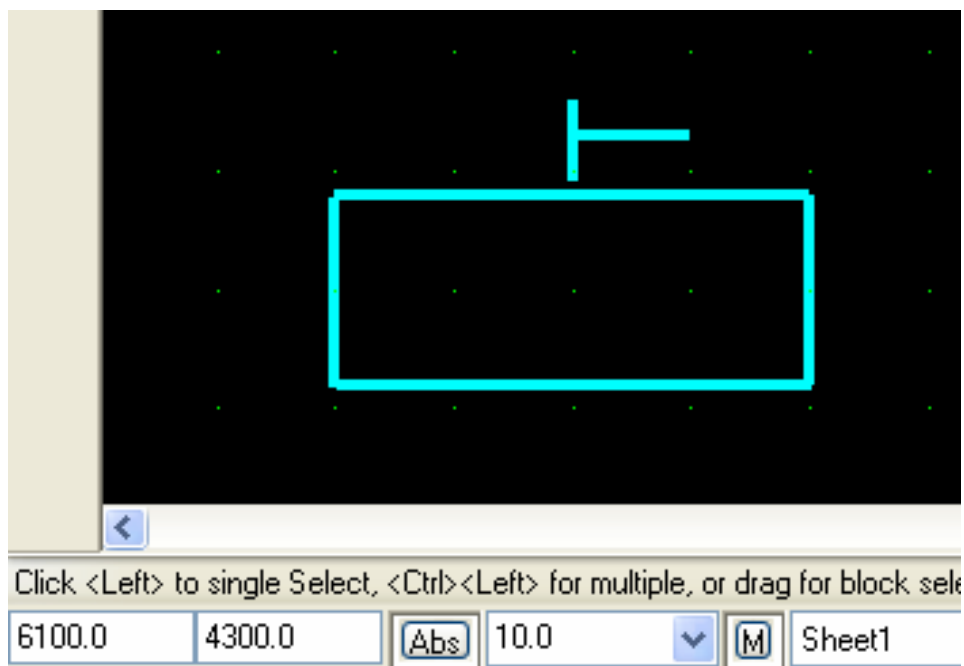 Click <Left> to single Select, <Ctrl><Left> for multiple, or drag for block sele
6100.0 4300.0 Abs 10.0 M Sheet1